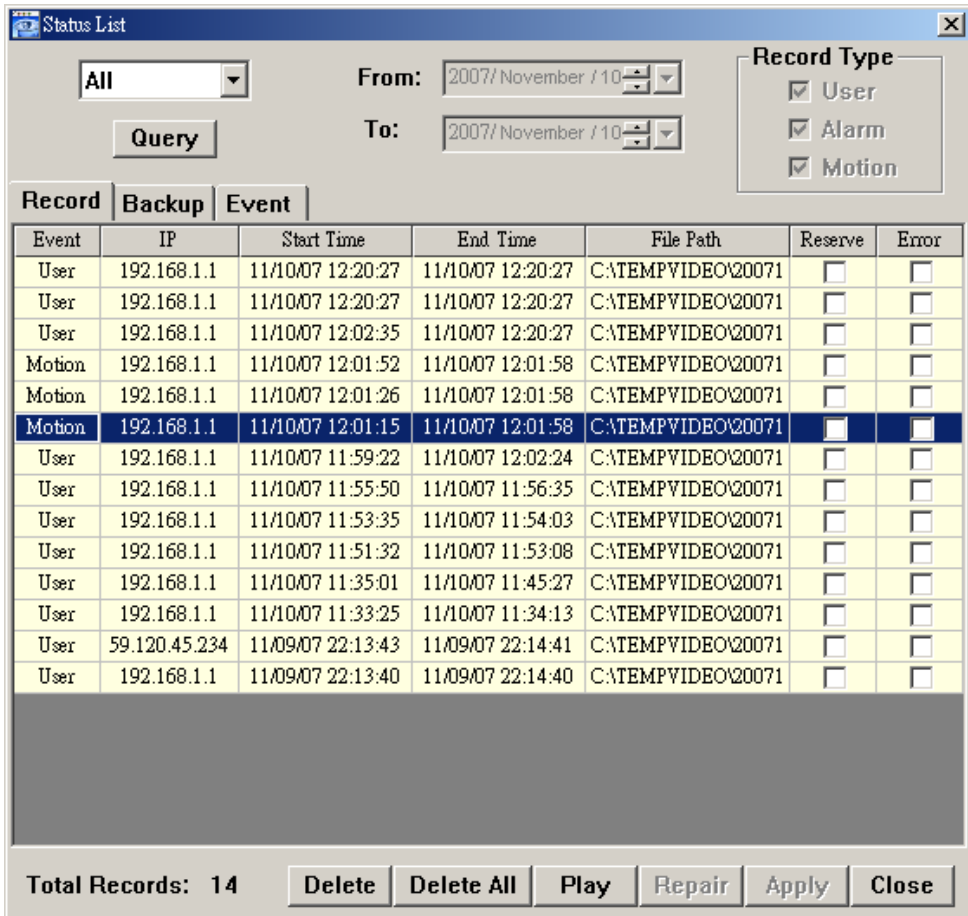 Status List
All
From: 2007/ November / 10
Record Type
User
Query
To: 2007/ November / 10
Alarm
Motion
Record Backup Event
Event IP Start Time End Time File Path Reserve Error
User 192.168.1.1 11/10/07 12:20:27 11/10/07 12:20:27 C:\TEMPVIDEO\20071
User 192.168.1.1 11/10/07 12:20:27 11/10/07 12:20:27 C:\TEMPVIDEO\20071
User 192.168.1.1 11/10/07 12:02:35 11/10/07 12:20:27 C:\TEMPVIDEO\20071
Motion 192.168.1.1 11/10/07 12:01:52 11/10/07 12:01:58 C:\TEMPVIDEO\20071
Motion 192.168.1.1 11/10/07 12:01:26 11/10/07 12:01:58 C:\TEMPVIDEO\20071
Motion 192.168.1.1 11/10/07 12:01:15 11/10/07 12:01:58 C:\TEMPVIDEO\20071
User 192.168.1.1 11/10/07 11:59:22 11/10/07 12:02:24 C:\TEMPVIDEO\20071
User 192.168.1.1 11/10/07 11:55:50 11/10/07 11:56:35 C:\TEMPVIDEO\20071
User 192.168.1.1 11/10/07 11:53:35 11/10/07 11:54:03 C:\TEMPVIDEO\20071
User 192.168.1.1 11/10/07 11:51:32 11/10/07 11:53:08 C:\TEMPVIDEO\20071
User 192.168.1.1 11/10/07 11:35:01 11/10/07 11:45:27 C:\TEMPVIDEO\20071
User 192.168.1.1 11/10/07 11:33:25 11/10/07 11:34:13 C:\TEMPVIDEO\20071
User 59.120.45.234 11/09/07 22:13:43 11/09/07 22:14:41 C:\TEMPVIDEO\20071
User 192.168.1.1 11/09/07 22:13:40 11/09/07 22:14:40 C:\TEMPVIDEO\20071
Total Records: 14 Delete Delete All Play Repair Apply Close